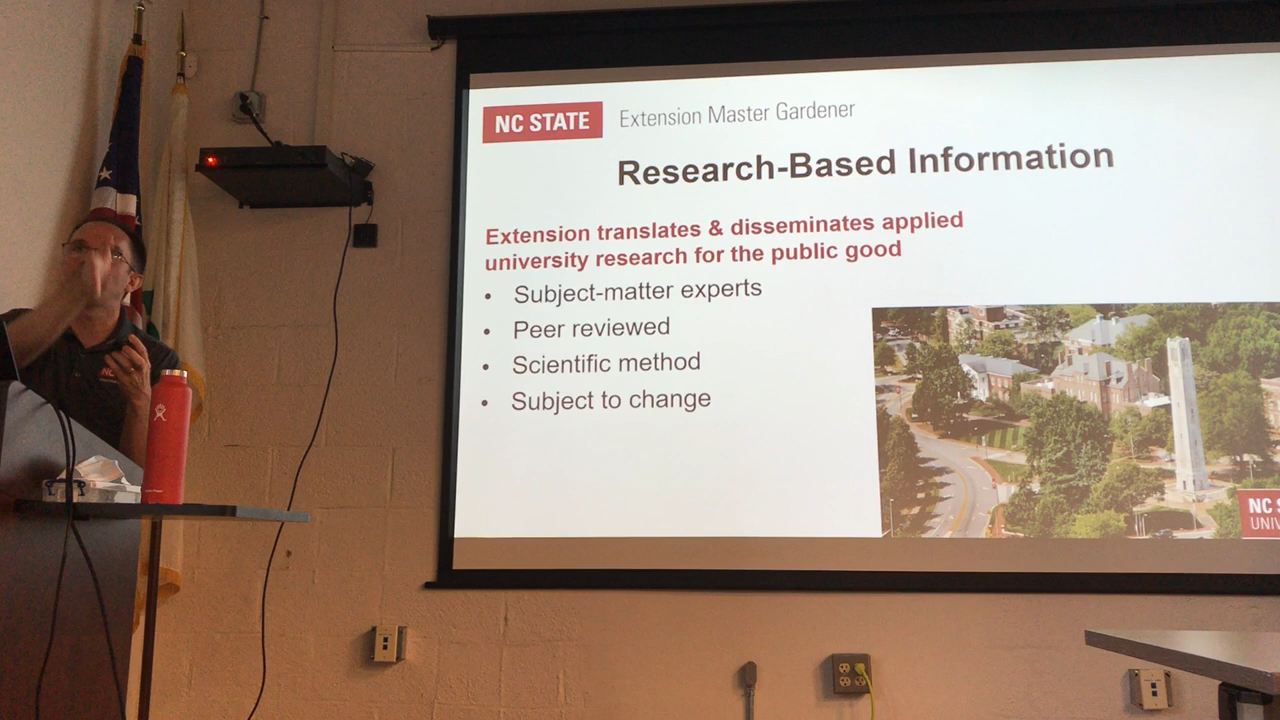 NC STATE Extension Master Gardener
Research-Based Information
Extension translates & disseminates applied
university research for the public good
• Subject-matter experts
• Peer reviewed
• Scientific method
• Subject to change
NC